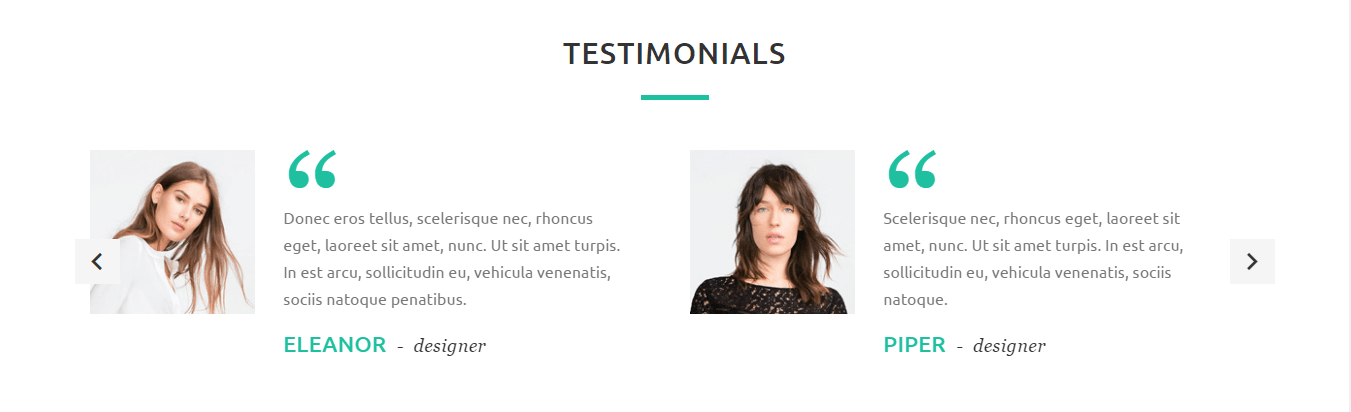 TESTIMONIALS
“
Donec eros tellus, scelerisque nec, rhoncus
eget, laoreet sit amet, nunc. Ut sit amet turpis.
In est arcu, sollicitudin eu, vehicula venenatis,
sociis natoque penatibus.
ELEANOR - designer
“
Scelerisque nec, rhoncus eget, laoreet sit
amet, nunc. Ut sit amet turpis. In est arcu,
sollicitudin eu, vehicula venenatis, sociis
natoque.
PIPER - designer